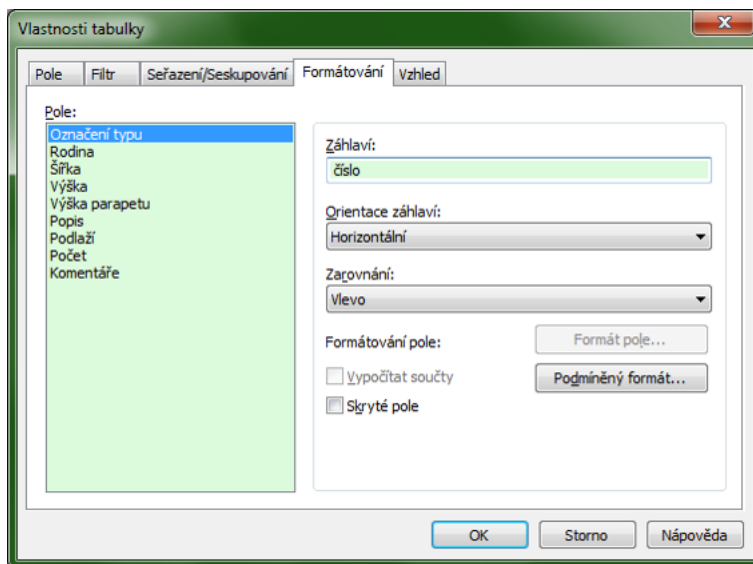 Vlastnosti tabulky
Pole
Filtr
Seřazení/Seskupování
Formátování
Vzhled
Pole:
Označení typu
Rodina
Šířka
Výška
Výška parapetu
Popis
Podlaží
Počet
Komentáře
Záhlaví:
číslo
Orientace záhlaví:
Horizontální
Zarovnání:
Vlevo
Formátování pole:
Formát pole...
Vypočítat součty
Podmíněný formát...
Skryté pole
OK
Storno
Nápověda